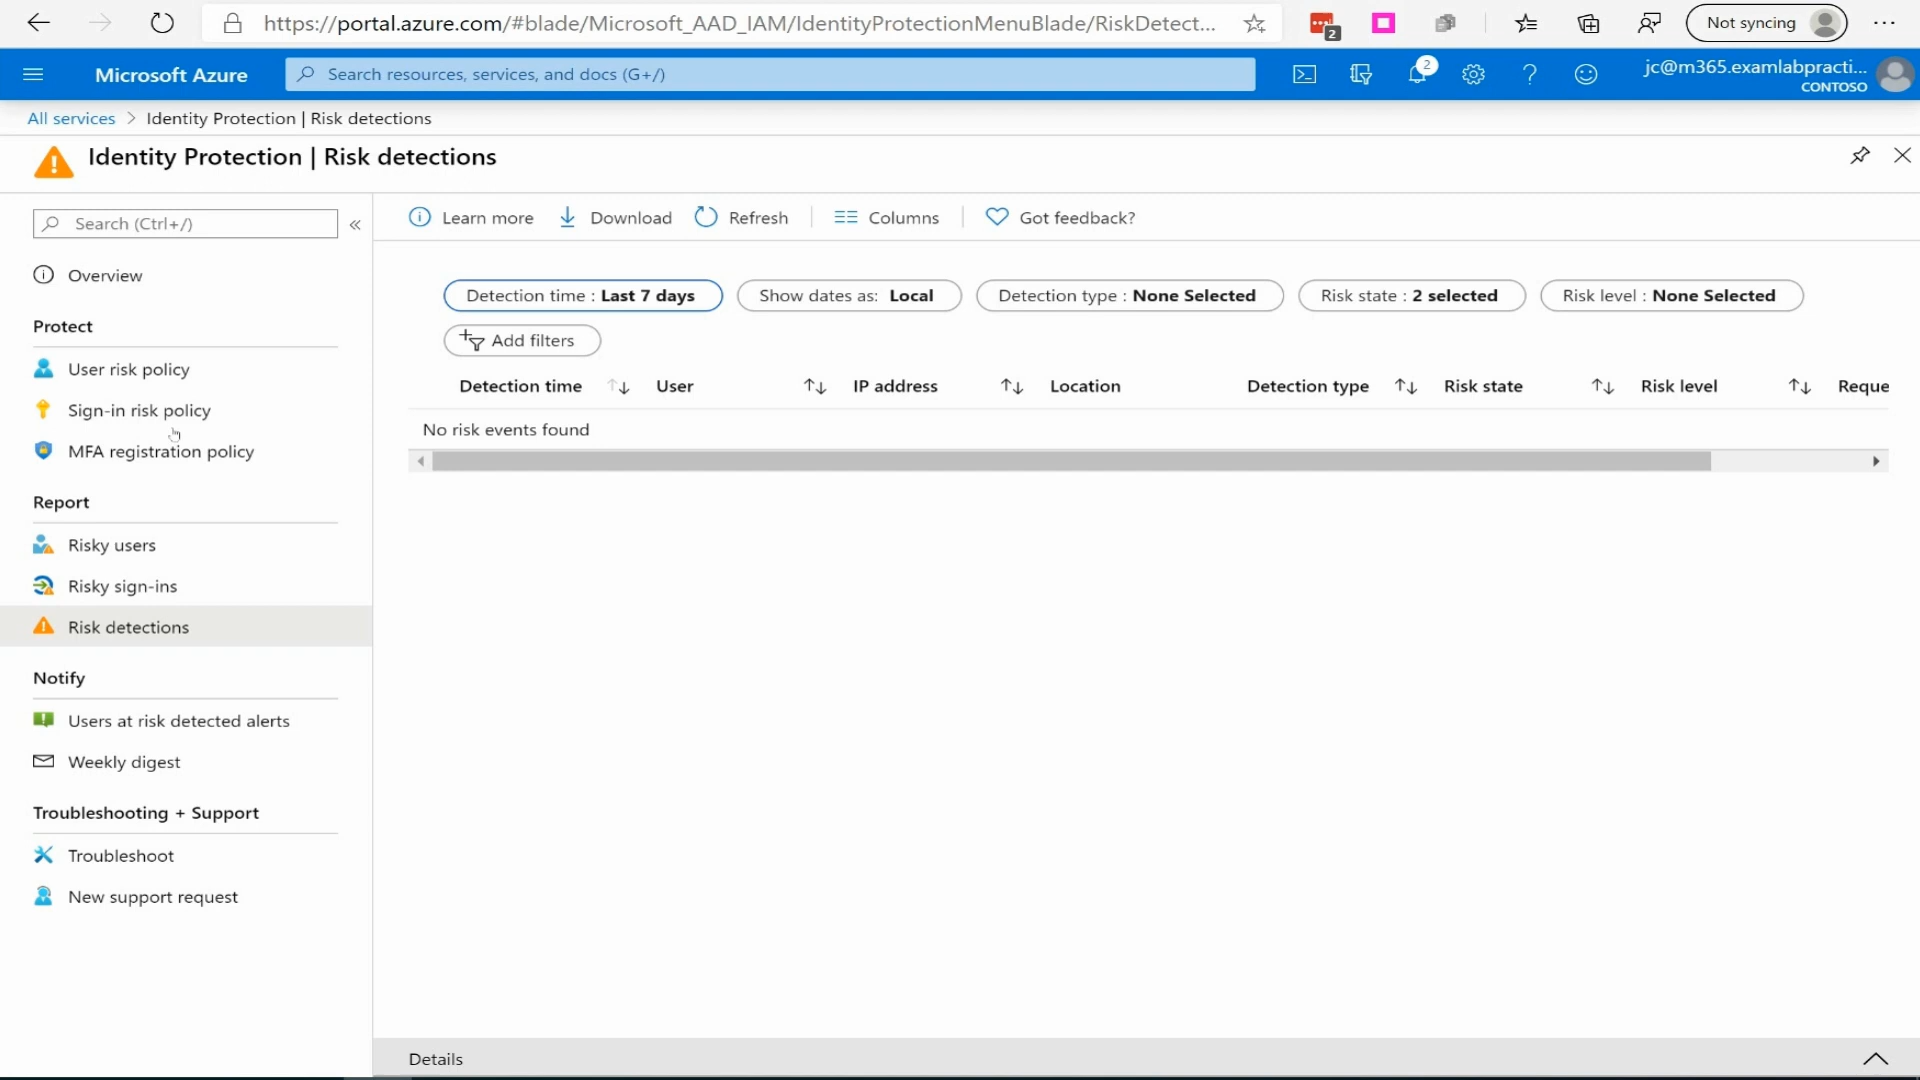 https://portal.azure.com/#blade/Microsoft_AAD_IAM/IdentityProtectionMenuBlade/RiskDetect...
2
Not syncing
Microsoft Azure
Search resources, services, and docs (G+/)
2
jc@m365.examlabpracti...
CONTOSO
All services > Identity Protection | Risk detections
Identity Protection | Risk detections
Search (Ctrl+/)
«
Learn more
Download
Refresh
Columns
Got feedback?
Overview
Protect
User risk policy
Sign-in risk policy
MFA registration policy
Report
Risky users
Risky sign-ins
Risk detections
Notify
Users at risk detected alerts
Weekly digest
Troubleshooting + Support
Troubleshoot
New support request
Detection time : Last 7 days
Show dates as: Local
Detection type : None Selected
Risk state : 2 selected
Risk level : None Selected
Add filters
Detection time User IP address Location Detection type Risk state Risk level Reque
No risk events found
Details